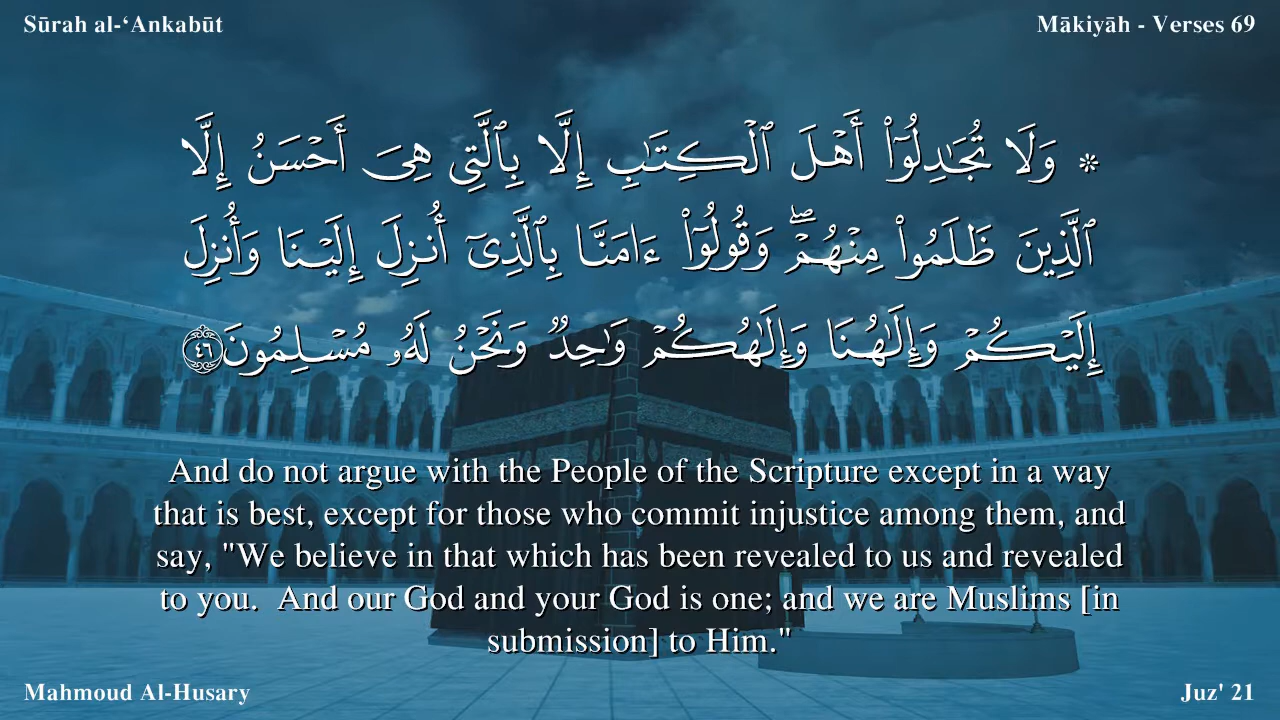 Sūrah al-‘Ankabūt
Mākiyāh - Verses 69
* وَلَا تُجَٰدِلُوٓا۟ أَهْلَ ٱلْكِتَٰبِ إِلَّا بِٱلَّتِى هِىَ أَحْسَنُ إِلَّا
ٱلَّذِينَ ظَلَمُوا۟ مِنْهُمْ ۖ وَقُولُوٓا۟ ءَامَنَّا بِٱلَّذِىٓ أُنزِلَ إِلَيْنَا وَأُنزِلَ
إِلَيْكُمْ وَإِلَٰهُنَا وَإِلَٰهُكُمْ وَٰحِدٌ وَنَحْنُ لَهُۥ مُسْلِمُونَ ٤٦
And do not argue with the People of the Scripture except in a way
that is best, except for those who commit injustice among them, and
say, "We believe in that which has been revealed to us and revealed
to you.  And our God and your God is one; and we are Muslims [in
submission] to Him."
Mahmoud Al-Husary
Juz' 21